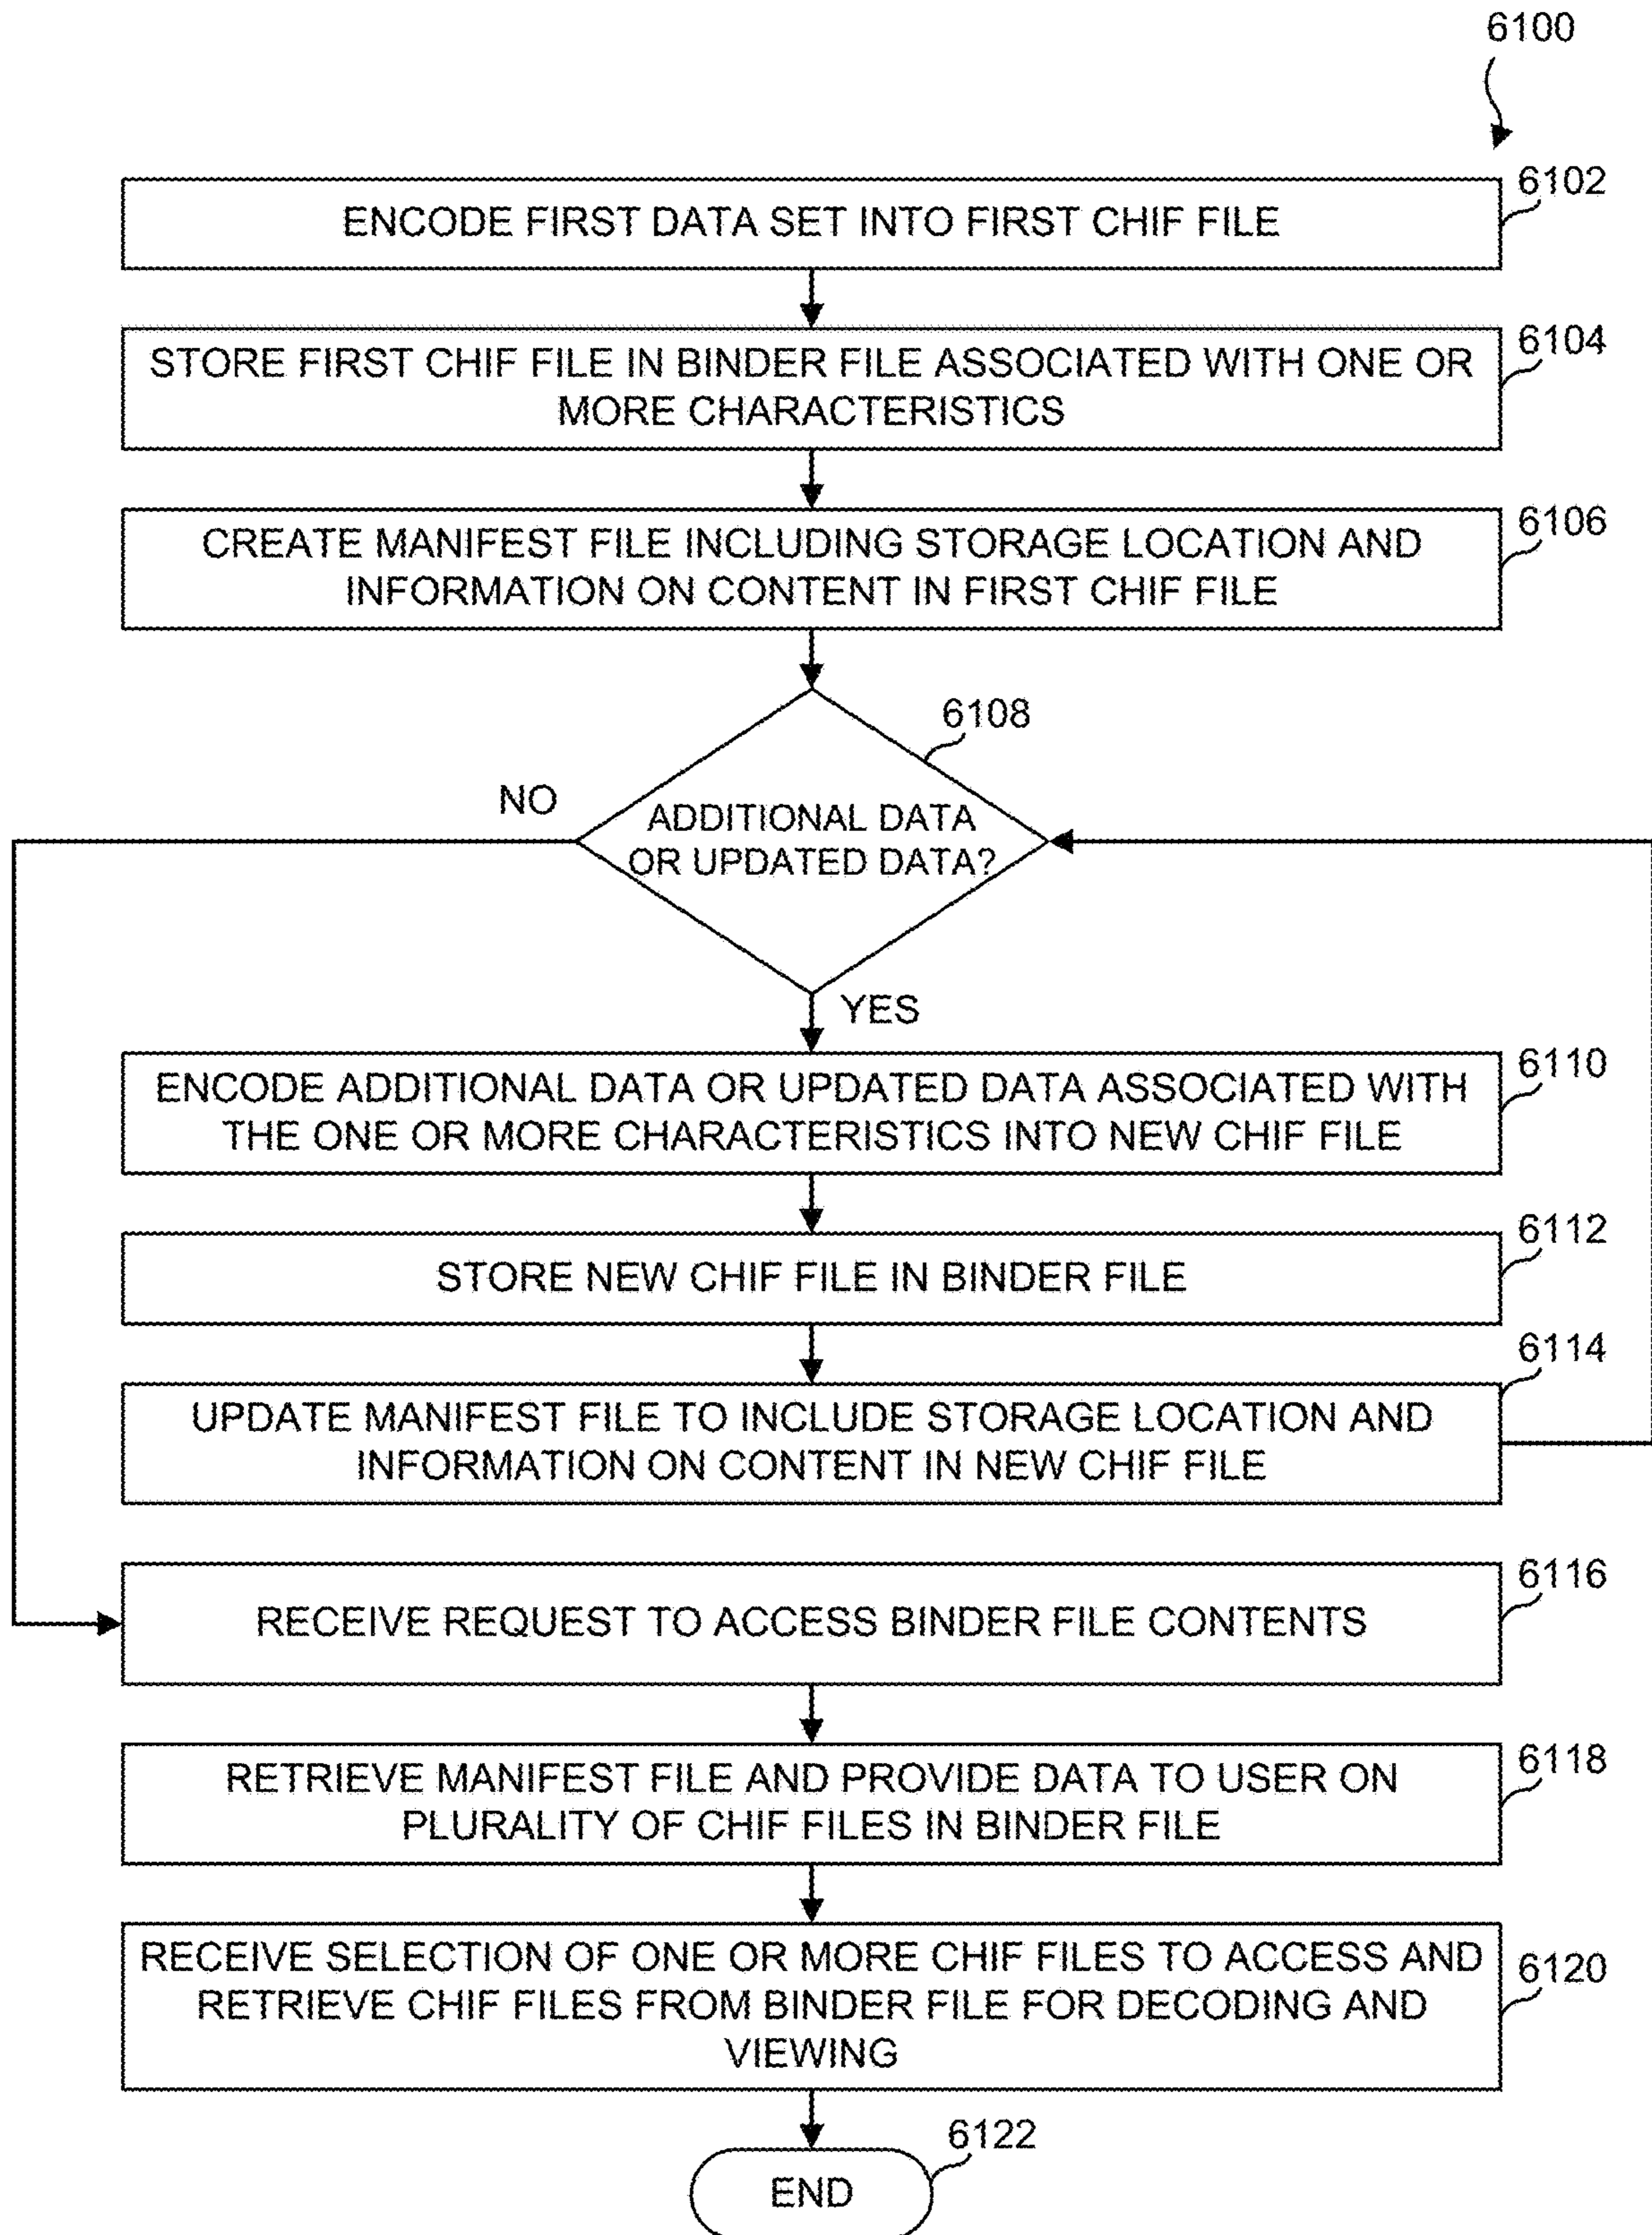 6100
6102
ENCODE FIRST DATA SET INTO FIRST CHIF FILE
6104
STORE FIRST CHIF FILE IN BINDER FILE ASSOCIATED WITH ONE OR
MORE CHARACTERISTICS
6106
CREATE MANIFEST FILE INCLUDING STORAGE LOCATION AND
INFORMATION ON CONTENT IN FIRST CHIF FILE
6108
NO
ADDITIONAL DATA
OR UPDATED DATA?
YES
6110
ENCODE ADDITIONAL DATA OR UPDATED DATA ASSOCIATED WITH
THE ONE OR MORE CHARACTERISTICS INTO NEW CHIF FILE
6112
STORE NEW CHIF FILE IN BINDER FILE
6114
UPDATE MANIFEST FILE TO INCLUDE STORAGE LOCATION AND
INFORMATION ON CONTENT IN NEW CHIF FILE
6116
RECEIVE REQUEST TO ACCESS BINDER FILE CONTENTS
6118
RETRIEVE MANIFEST FILE AND PROVIDE DATA TO USER ON
PLURALITY OF CHIF FILES IN BINDER FILE
6120
RECEIVE SELECTION OF ONE OR MORE CHIF FILES TO ACCESS AND
RETRIEVE CHIF FILES FROM BINDER FILE FOR DECODING AND
VIEWING
6122
END